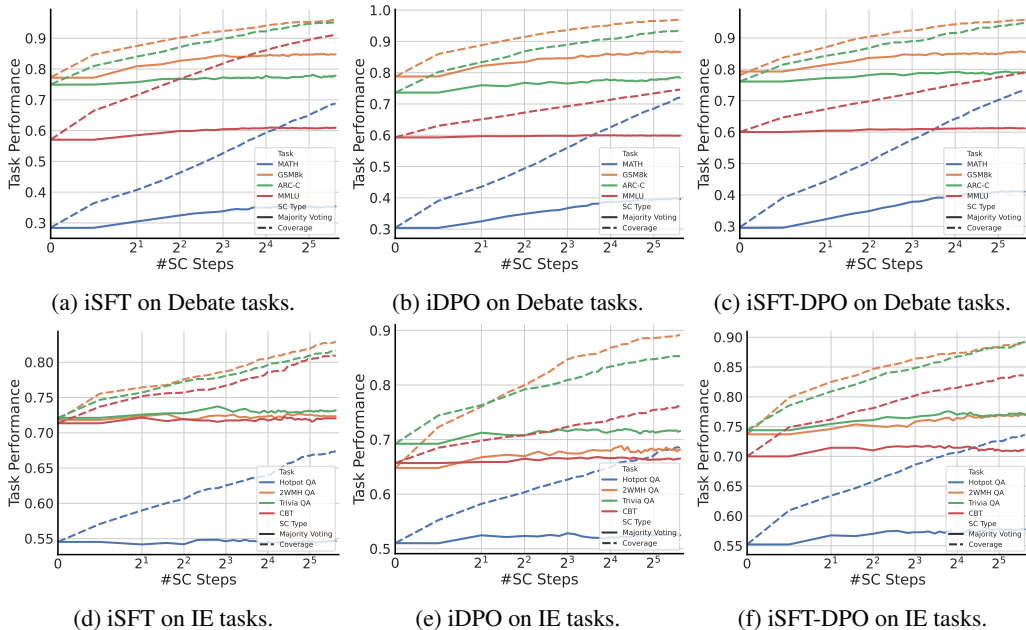 Task Performance
0.9
0.8
0.7
0.6
0.5
0.4
0.3
Task
MATH
GSM8k
ARC-C
MMLU
SC Type
Majority Voting
Coverage
0 2^1 2^2 2^3 2^4 2^5
#SC Steps
(a) iSFT on Debate tasks.
Task Performance
1.0
0.9
0.8
0.7
0.6
0.5
0.4
0.3
Task
MATH
GSM8k
ARC-C
MMLU
SC Type
Majority Voting
Coverage
0 2^1 2^2 2^3 2^4 2^5
#SC Steps
(b) iDPO on Debate tasks.
Task Performance
0.9
0.8
0.7
0.6
0.5
0.4
0.3
Task
MATH
GSM8k
ARC-C
MMLU
SC Type
Majority Voting
Coverage
0 2^1 2^2 2^3 2^4 2^5
#SC Steps
(c) iSFT-DPO on Debate tasks.
Task Performance
0.80
0.75
0.70
0.65
0.60
0.55
Task
Hotpot QA
2WMH QA
Trivia QA
CBT
SC Type
Majority Voting
Coverage
0 2^1 2^2 2^3 2^4 2^5
#SC Steps
(d) iSFT on IE tasks.
Task Performance
0.9
0.8
0.7
0.6
0.5
Task
Hotpot QA
2WMH QA
Trivia QA
CBT
SC Type
Majority Voting
Coverage
0 2^1 2^2 2^3 2^4 2^5
#SC Steps
(e) iDPO on IE tasks.
Task Performance
0.90
0.85
0.80
0.75
0.70
0.65
0.60
0.55
Task
Hotpot QA
2WMH QA
Trivia QA
CBT
SC Type
Majority Voting
Coverage
0 2^1 2^2 2^3 2^4 2^5
#SC Steps
(f) iSFT-DPO on IE tasks.